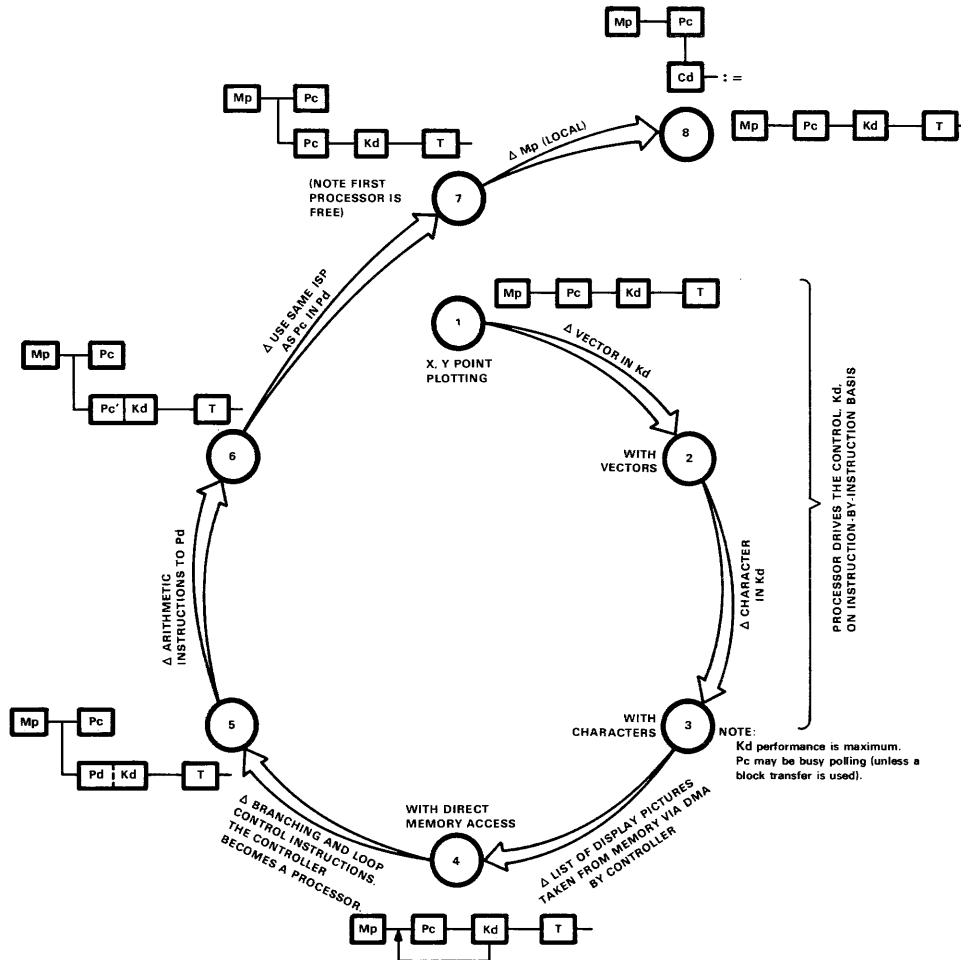 Mp Pc
Cd : =
Mp Pc
Pc Kd T
(NOTE FIRST
PROCESSOR IS
FREE)
7
Δ Mp (LOCAL)
8
Mp Pc Kd T
Δ USE SAME ISP
AS Pc IN Pd
Mp Pc Kd T
1
X, Y POINT
PLOTTING
Δ VECTOR IN Kd
2
WITH
VECTORS
Δ CHARACTER
IN Kd
PROCESSOR DRIVES THE CONTROL, Kd,
ON INSTRUCTION-BY-INSTRUCTION BASIS
3
WITH
CHARACTERS
NOTE:
Kd performance is maximum.
Pc may be busy polling (unless a
block transfer is used).
Δ LIST OF DISPLAY PICTURES
TAKEN FROM MEMORY VIA DMA
BY CONTROLLER
WITH DIRECT
MEMORY ACCESS
4
Mp Pc Kd T
Δ BRANCHING AND LOOP
CONTROL INSTRUCTIONS.
THE CONTROLLER
BECOMES A PROCESSOR.
5
Mp Pc
Pd Kd T
Δ ARITHMETIC
INSTRUCTIONS TO Pd
6
Mp Pc
Pc' Kd T